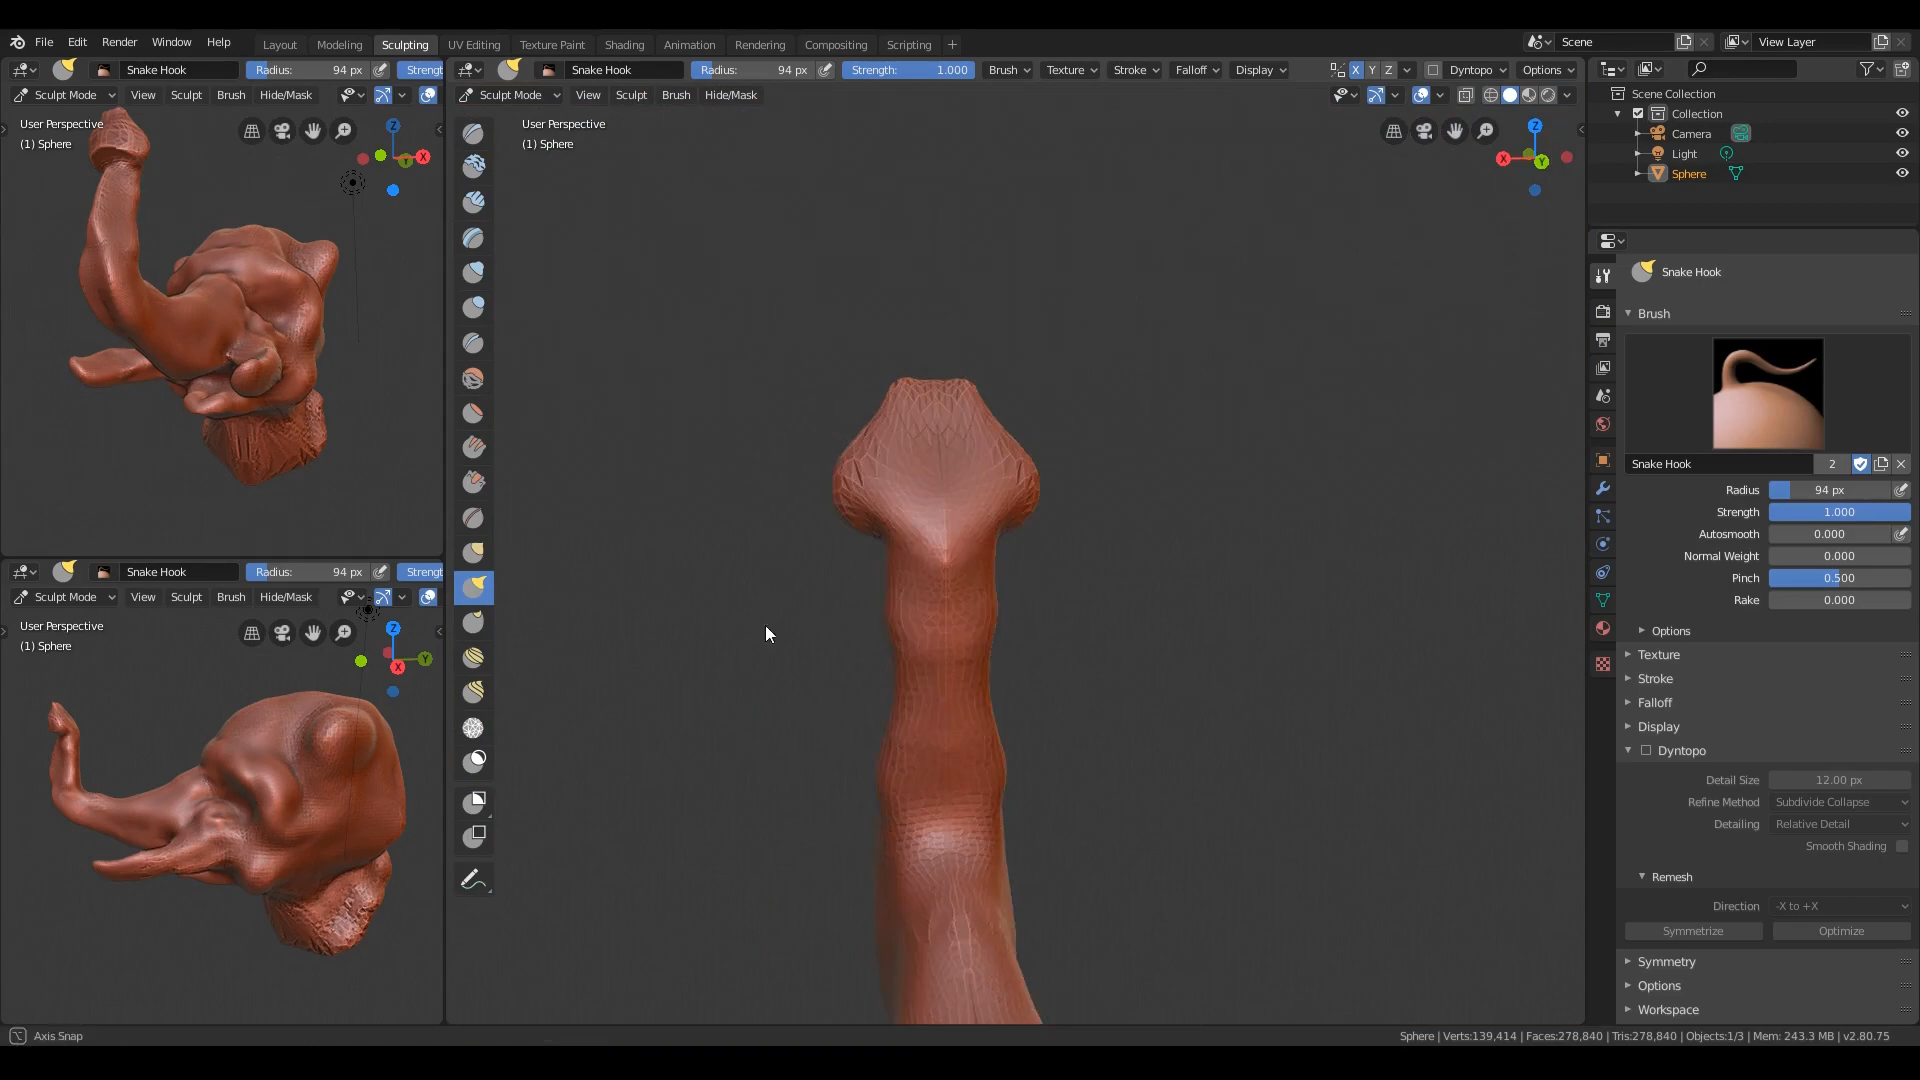 File Edit Render Window Help
Layout Modeling Sculpting UV Editing Texture Paint Shading Animation Rendering Compositing Scripting +
Scene View Layer
Snake Hook Radius: 94 px Strengt
Snake Hook Radius: 94 px Strength: 1.000 Brush Texture Stroke Falloff Display X Y Z Dyntopo Options
Sculpt Mode View Sculpt Brush Hide/Mask
Sculpt Mode View Sculpt Brush Hide/Mask
User Perspective
(1) Sphere
Z X Y
User Perspective
(1) Sphere
Z X Y
Snake Hook Radius: 94 px Strengt
Sculpt Mode View Sculpt Brush Hide/Mask
User Perspective
(1) Sphere
Z X Y
Scene Collection
Collection
Camera
Light
Sphere
Snake Hook
Brush
Snake Hook 2
Radius 94 px
Strength 1.000
Autosmooth 0.000
Normal Weight 0.000
Pinch 0.500
Rake 0.000
Options
Texture
Stroke
Falloff
Display
Dyntopo
Detail Size 12.00 px
Refine Method Subdivide Collapse
Detailing Relative Detail
Smooth Shading
Remesh
Direction -X to +X
Symmetrize Optimize
Symmetry
Options
Workspace
Axis Snap
Sphere | Verts:139,414 | Faces:278,840 | Tris:278,840 | Objects:1/3 | Mem: 243.3 MB | v2.80.75